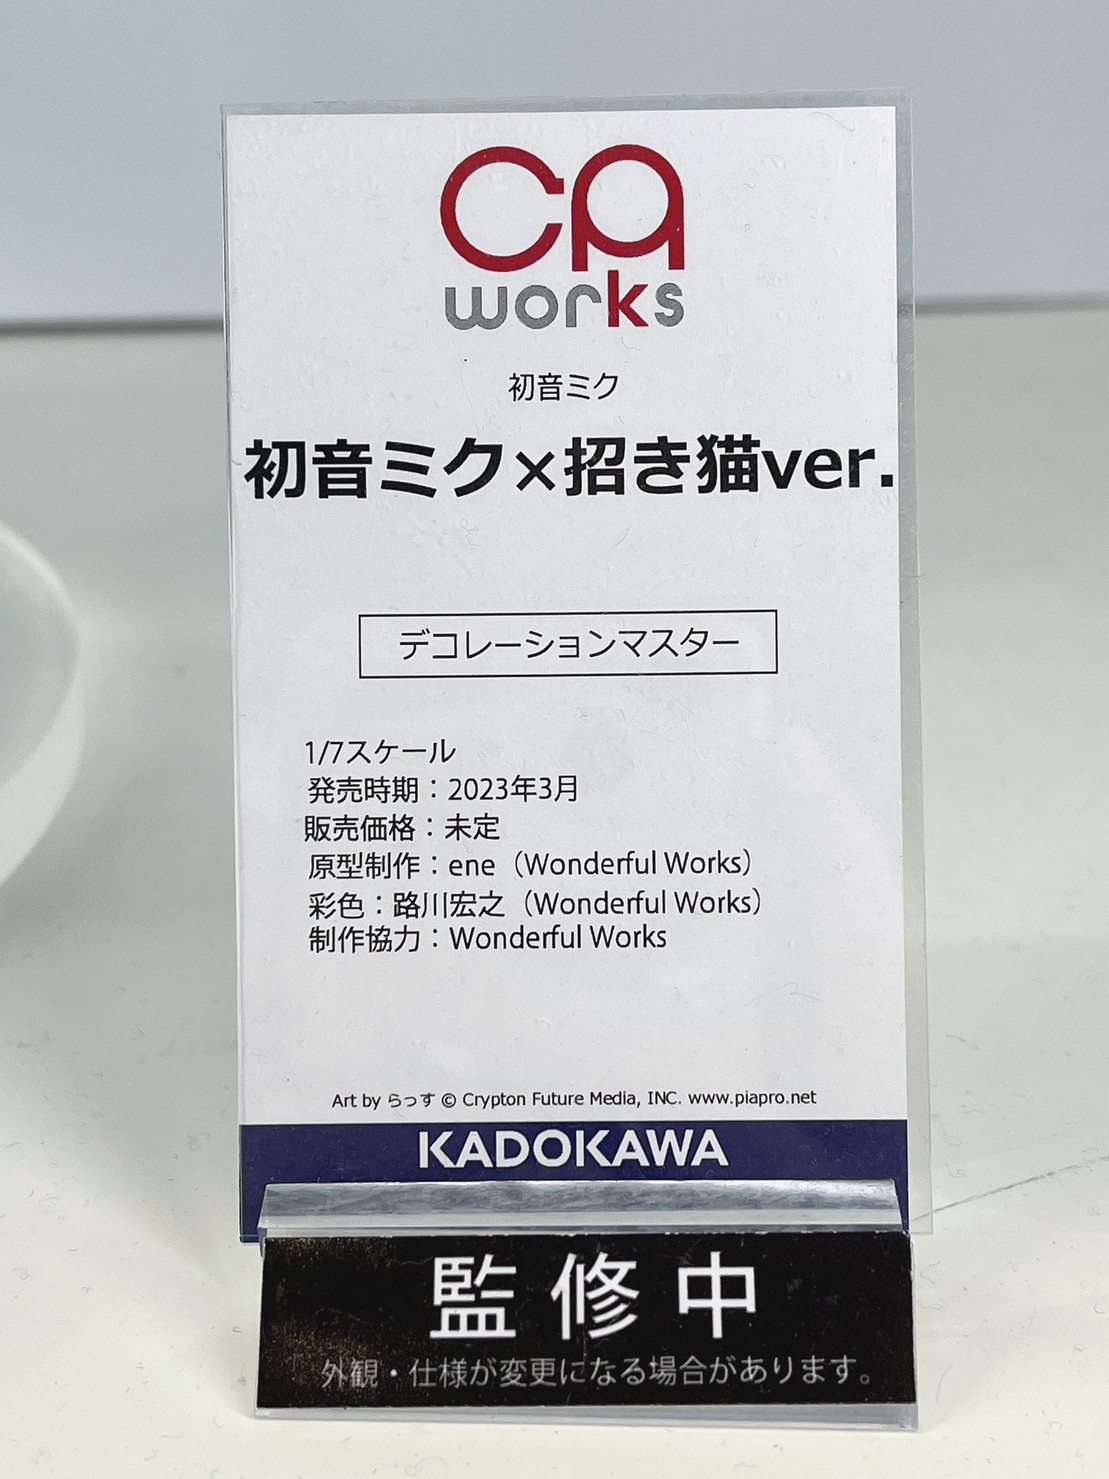 CA
works
初音ミク
初音ミク×招き猫ver.
デコレーションマスター
1/7スケール
発売時期：2023年3月
販売価格：未定
原型制作：ene（Wonderful Works）
彩色：路川宏之（Wonderful Works）
制作協力：Wonderful Works
Art by らっす © Crypton Future Media, INC. www.piapro.net
KADOKAWA
監修中
外観・仕様が変更になる場合があります。